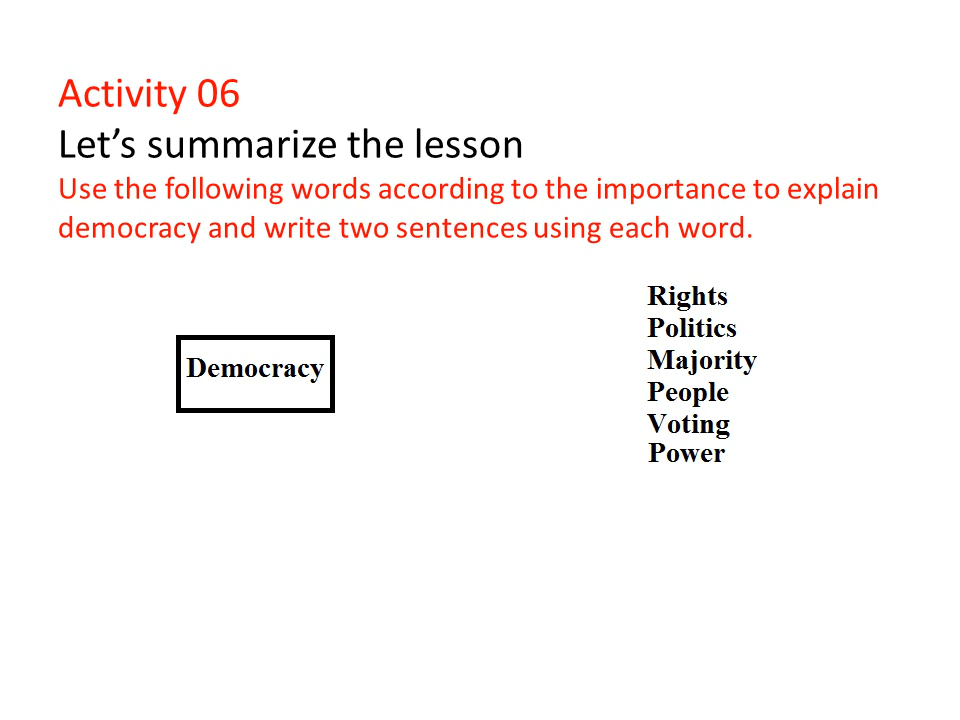 Activity 06
Let’s summarize the lesson
Use the following words according to the importance to explain
democracy and write two sentences using each word.
Democracy
Rights
Politics
Majority
People
Voting
Power